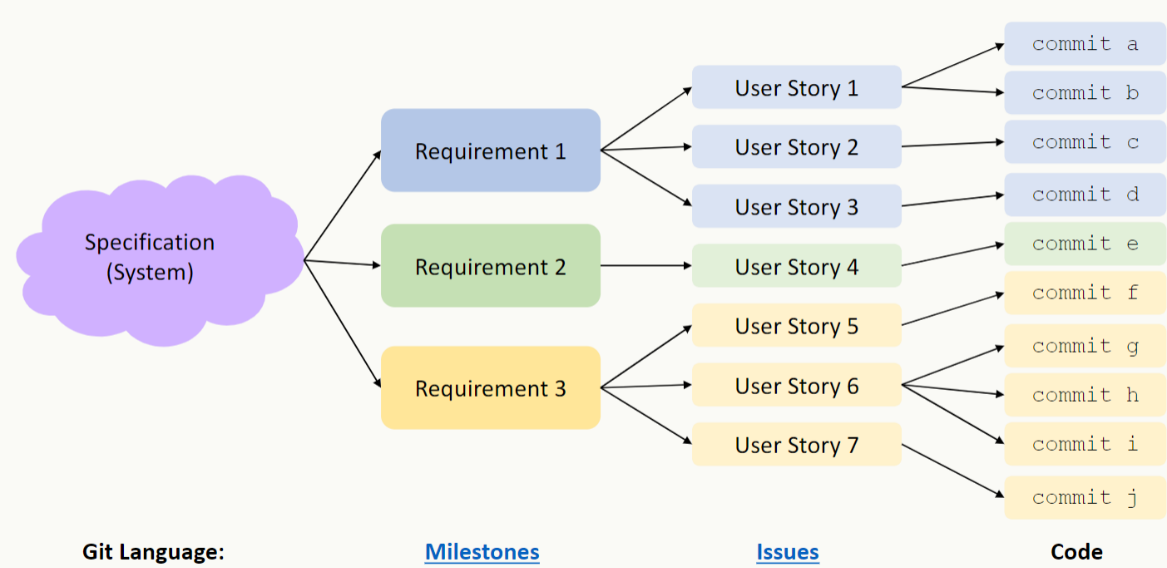 Specification
(System)
Requirement 1
Requirement 2
Requirement 3
User Story 1
User Story 2
User Story 3
User Story 4
User Story 5
User Story 6
User Story 7
commit a
commit b
commit c
commit d
commit e
commit f
commit g
commit h
commit i
commit j
Git Language:
Milestones
Issues
Code